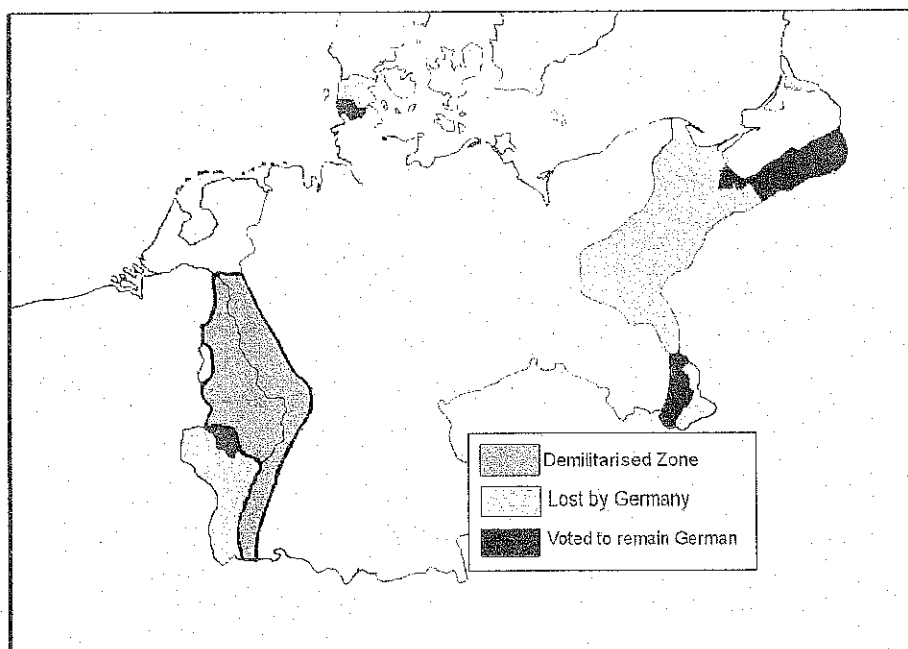 Demilitarised Zone
Lost by Germany
Voted to remain German